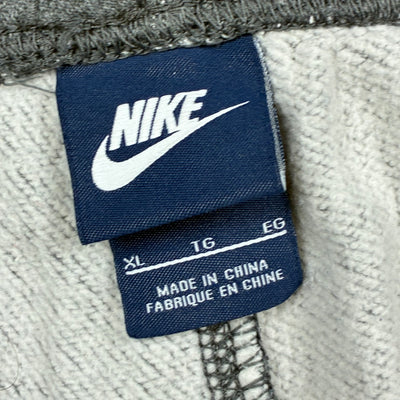 NIKE
XL TG EG
MADE IN CHINA
FABRIQUE EN CHINE